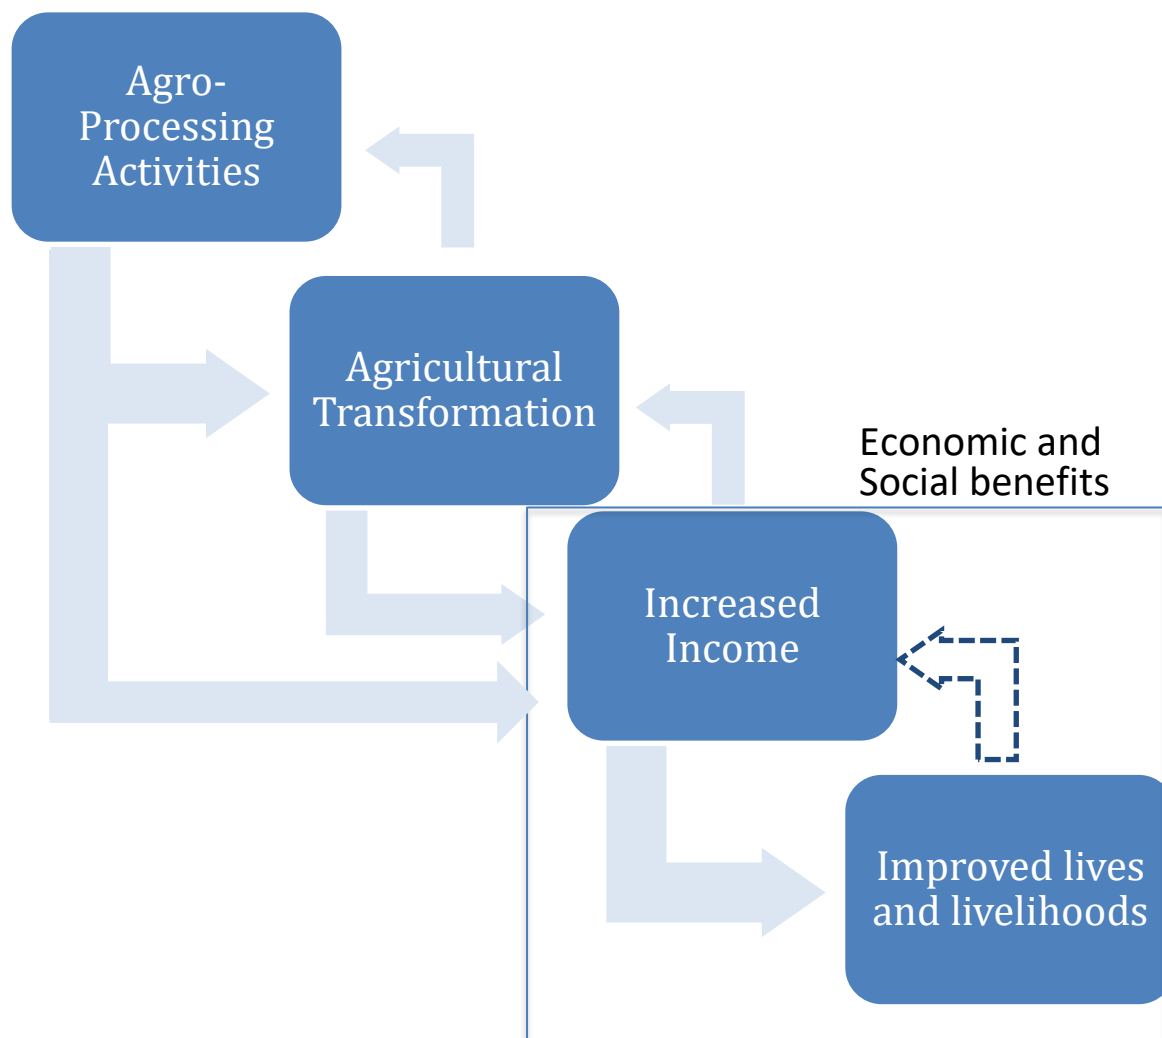 Agro-
Processing
Activities
Agricultural
Transformation
Economic and
Social benefits
Increased
Income
Improved lives
and livelihoods